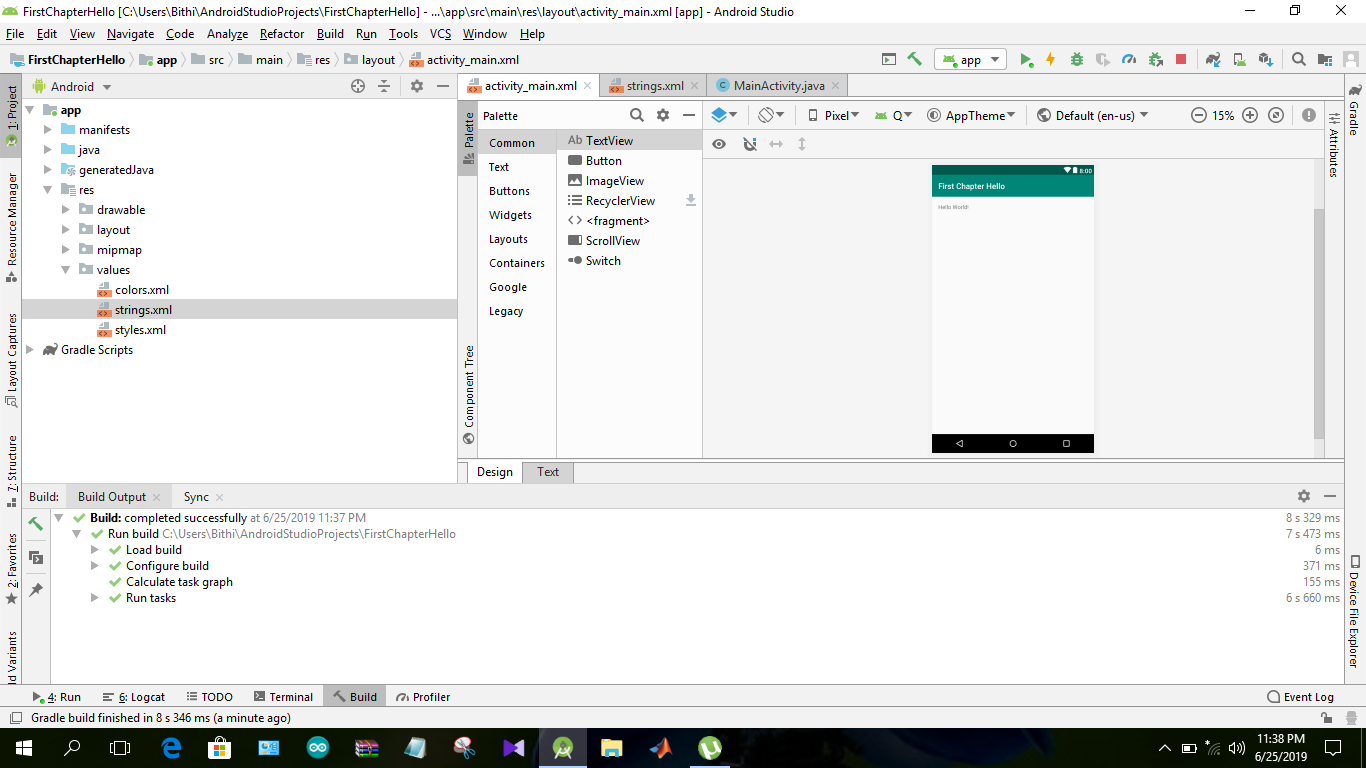 FirstChapterHello [C:\Users\Bithi\AndroidStudioProjects\FirstChapterHello] - ...\app\src\main\res\layout\activity_main.xml [app] - Android Studio
File Edit View Navigate Code Analyze Refactor Build Run Tools VCS Window Help
FirstChapterHello app src main res layout activity_main.xml
app
1: Project
Resource Manager
Layout Captures
7: Structure
2: Favorites
Variants
Android
app
manifests
java
generatedJava
res
drawable
layout
mipmap
values
colors.xml
strings.xml
styles.xml
Gradle Scripts
activity_main.xml strings.xml MainActivity.java
Palette
Component Tree
Palette
Common
Text
Buttons
Widgets
Layouts
Containers
Google
Legacy
Ab TextView
Button
ImageView
RecyclerView
<fragment>
ScrollView
Switch
Pixel Q AppTheme Default (en-us) 15%
8:00
First Chapter Hello
Hello World!
Design Text
Gradle
Attributes
Device File Explorer
Build: Build Output Sync
Build: completed successfully at 6/25/2019 11:37 PM 8 s 329 ms
Run build C:\Users\Bithi\AndroidStudioProjects\FirstChapterHello 7 s 473 ms
Load build 6 ms
Configure build 371 ms
Calculate task graph 155 ms
Run tasks 6 s 660 ms
4: Run 6: Logcat TODO Terminal Build Profiler Event Log
Gradle build finished in 8 s 346 ms (a minute ago)
11:38 PM
6/25/2019